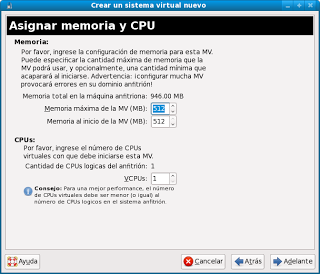 Crear un sistema virtual nuevo
Asignar memoria y CPU
Memoria:
Por favor, ingrese la configuración de memoria para esta MV.
Puede especificar la cantidad máxima de memoria que la
MV podrá usar, y opcionalmente, una cantidad mínima que
acaparará al iniciarse. Advertencia: ¡configurar mucha MV
provocará errores en su dominio anfitrión!
Memoria total en la máquina anfitriona: 946.00 MB
Memoria máxima de la MV (MB): 512
Memoria al inicio de la MV (MB): 512
CPUs:
Por favor, ingrese el número de CPUs
virtuales con que debe iniciarse esta MV.
Cantidad de CPUs logicas del anfitrión: 1
VCPUs: 1
Consejo: Para una mejor performance, el número
de CPUs virtuales debe ser menor (o igual) al
número de CPUs logicos en el sistema anfitrión.
Ayuda
Cancelar
Atrás
Adelante